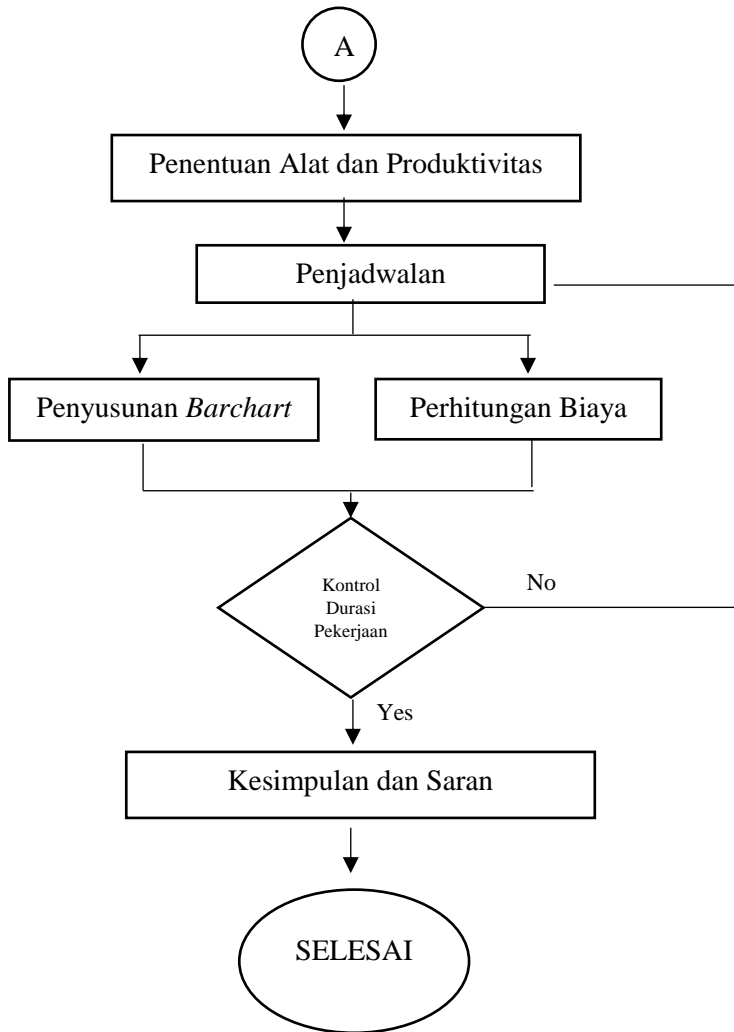 A
Penentuan Alat dan Produktivitas
Penjadwalan
Penyusunan Barchart
Perhitungan Biaya
Kontrol
Durasi
Pekerjaan
No
Yes
Kesimpulan dan Saran
SELESAI